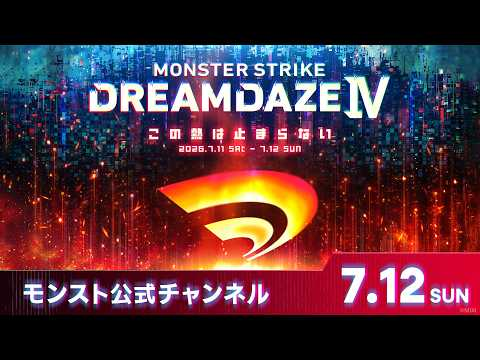 MONSTER STRIKE
DREAMDAZE IV
この熱は止まらない
2026.7.11 SAT - 7.12 SUN
モンスト公式チャンネル
7.12 SUN
©MIXI